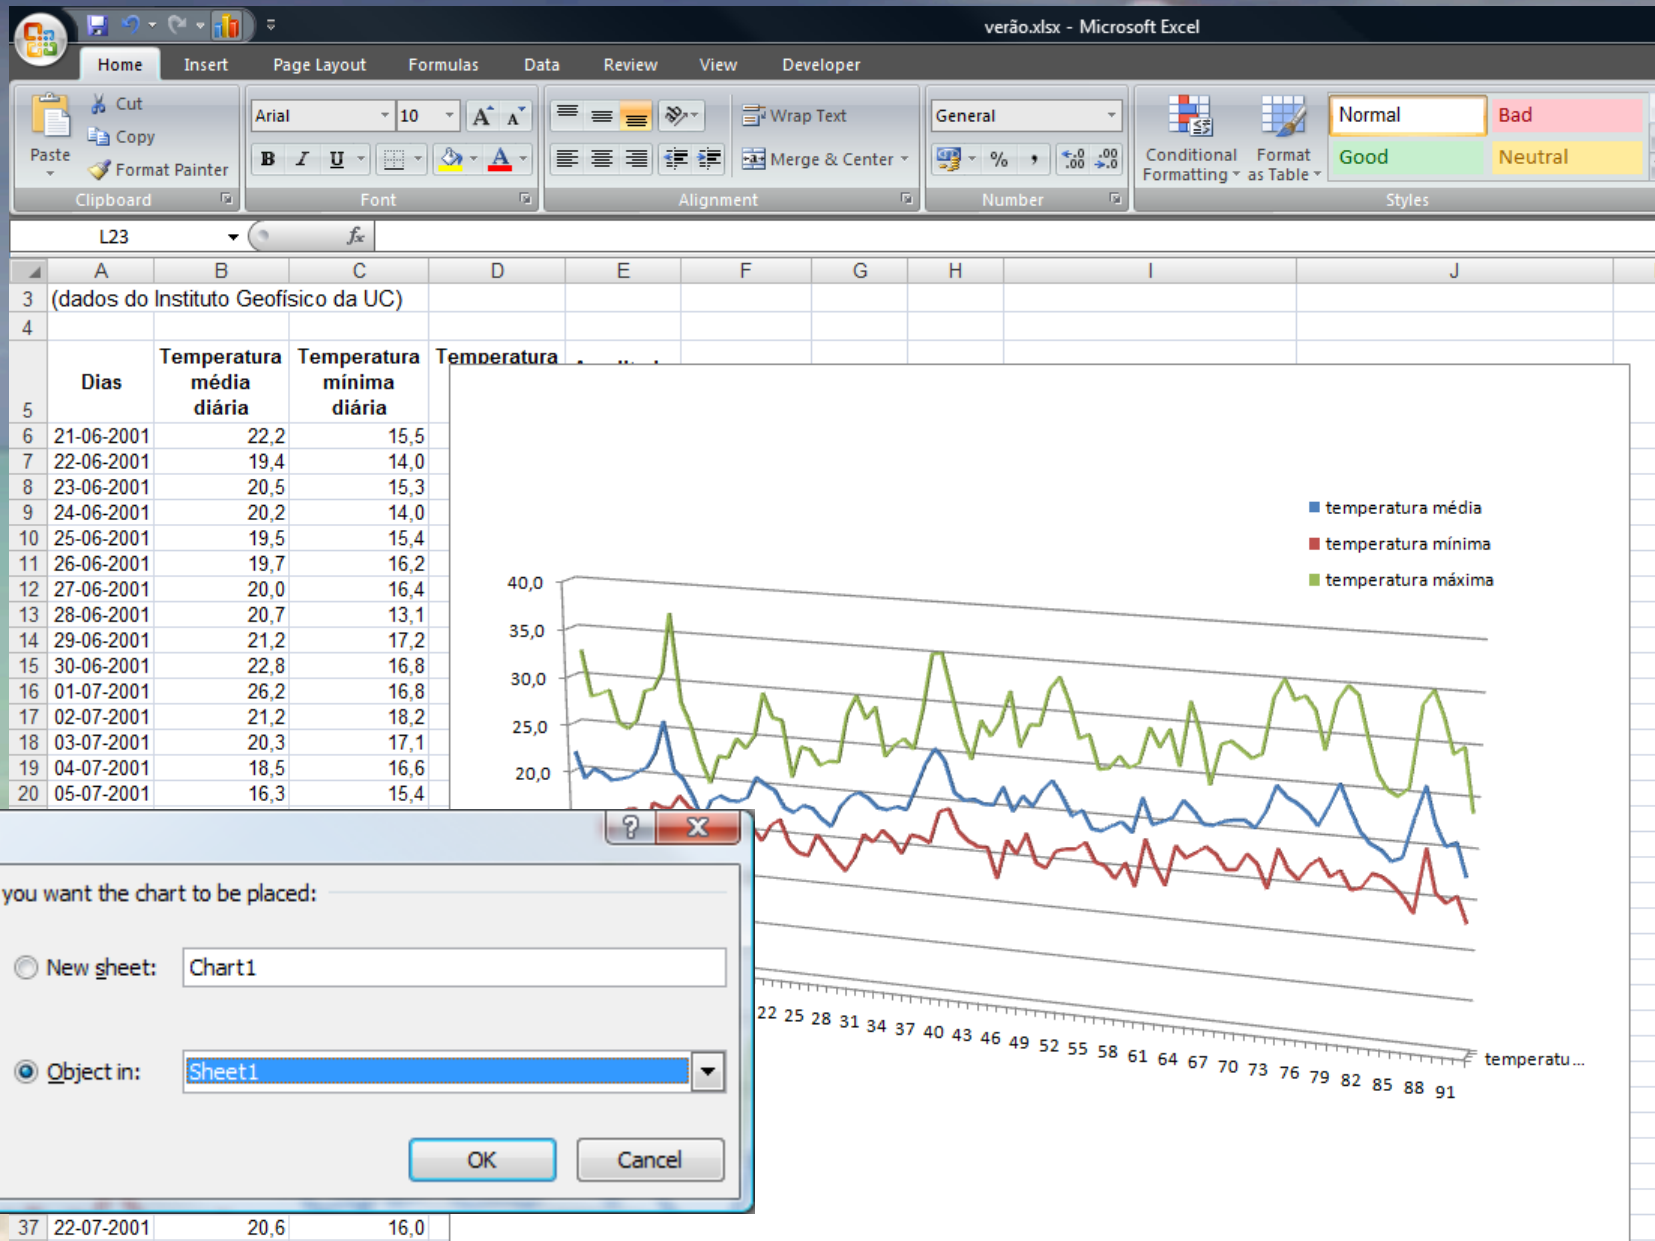 verão.xlsx - Microsoft Excel
Home Insert Page Layout Formulas Data Review View Developer
Cut
Copy
Paste
Format Painter
Clipboard
Arial 10
B I U
Font
Wrap Text
Merge & Center
Alignment
General
% ,
Number
Conditional Formatting
Format as Table
Normal Bad
Good Neutral
Styles
L23 fx
A B C D E F G H I J
3 (dados do Instituto Geofísico da UC)
4
5 Dias Temperatura média diária Temperatura mínima diária Temperatura
6 21-06-2001 22,2 15,5
7 22-06-2001 19,4 14,0
8 23-06-2001 20,5 15,3
9 24-06-2001 20,2 14,0
10 25-06-2001 19,5 15,4
11 26-06-2001 19,7 16,2
12 27-06-2001 20,0 16,4
13 28-06-2001 20,7 13,1
14 29-06-2001 21,2 17,2
15 30-06-2001 22,8 16,8
16 01-07-2001 26,2 16,8
17 02-07-2001 21,2 18,2
18 03-07-2001 20,3 17,1
19 04-07-2001 18,5 16,6
20 05-07-2001 16,3 15,4
temperatura média
temperatura mínima
temperatura máxima
40,0
35,0
30,0
25,0
20,0
22 25 28 31 34 37 40 43 46 49 52 55 58 61 64 67 70 73 76 79 82 85 88 91
temperatu...
you want the chart to be placed:
New sheet: Chart1
Object in: Sheet1
OK Cancel
37 22-07-2001 20,6 16,0